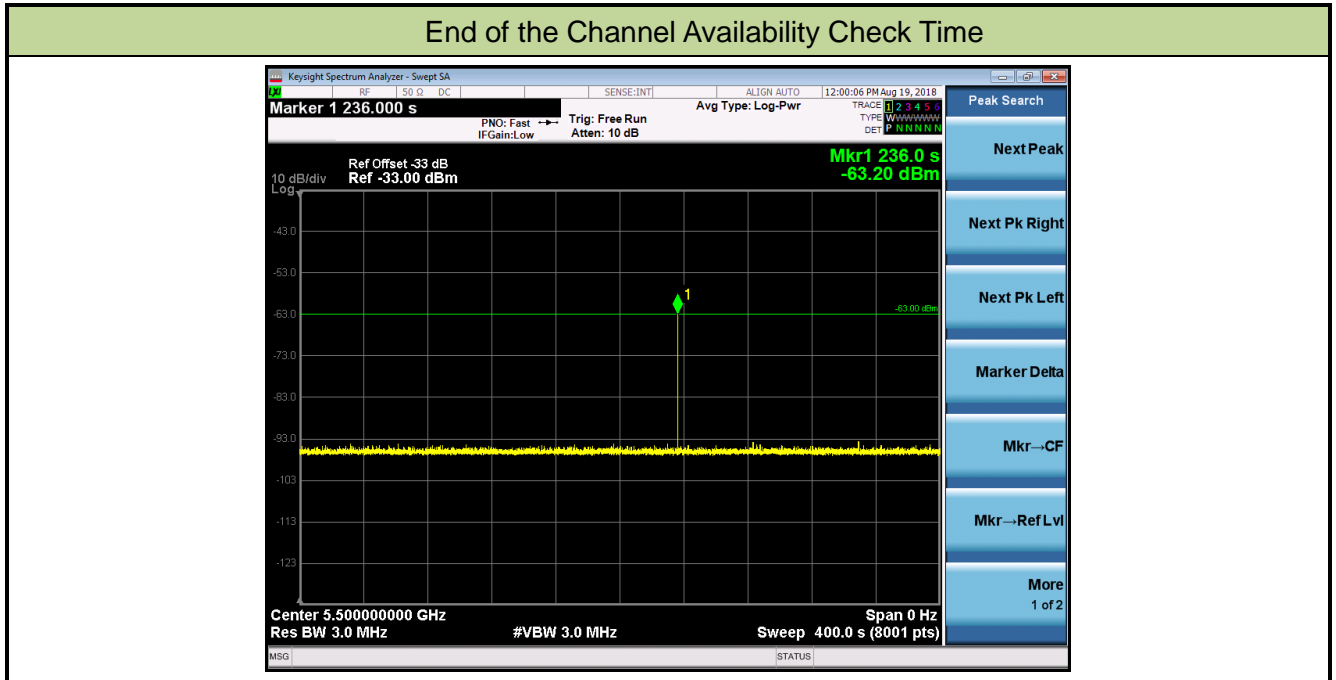 End of the Channel Availability Check Time
Keysight Spectrum Analyzer - Swept SA
LXI RF 50 Ω DC SENSE:INT ALIGN AUTO 12:00:06 PM Aug 19, 2018
Marker 1 236.000 s
PNO: Fast
IFGain:Low
Trig: Free Run
Atten: 10 dB
Avg Type: Log-Pwr
TRACE 1 2 3 4 5 6
TYPE WWWWWW
DET P N N N N N
Ref Offset -33 dB
10 dB/div Ref -33.00 dBm
Log
Mkr1 236.0 s
-63.20 dBm
-43.0
-53.0
1
-63.00 dBm
-63.0
-73.0
-83.0
-93.0
-103
-113
-123
Center 5.500000000 GHz
Span 0 Hz
Res BW 3.0 MHz
#VBW 3.0 MHz
Sweep 400.0 s (8001 pts)
MSG
STATUS
Peak Search
Next Peak
Next Pk Right
Next Pk Left
Marker Delta
Mkr→CF
Mkr→Ref Lvl
More
1 of 2